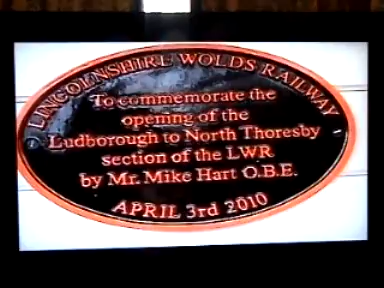 LINCOLNSHIRE WOLDS RAILWAY
To commemorate the
opening of the
Ludborough to North Thoresby
section of the LWR
by Mr. Mike Hart O.B.E.
APRIL 3rd 2010